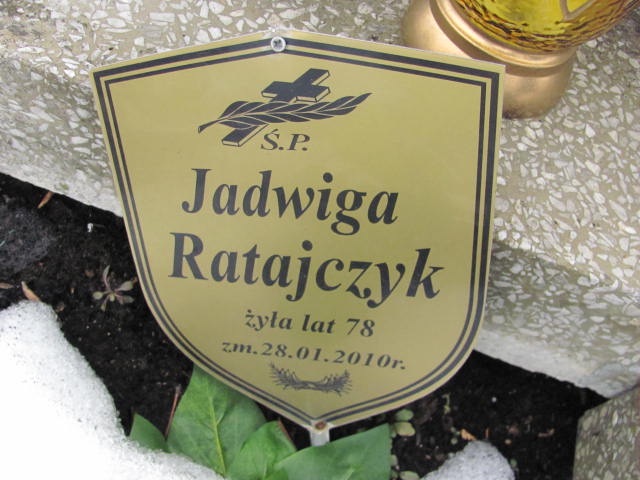 Ś.P.
Jadwiga
Ratajczyk
żyła lat 78
zm.28.01.2010r.